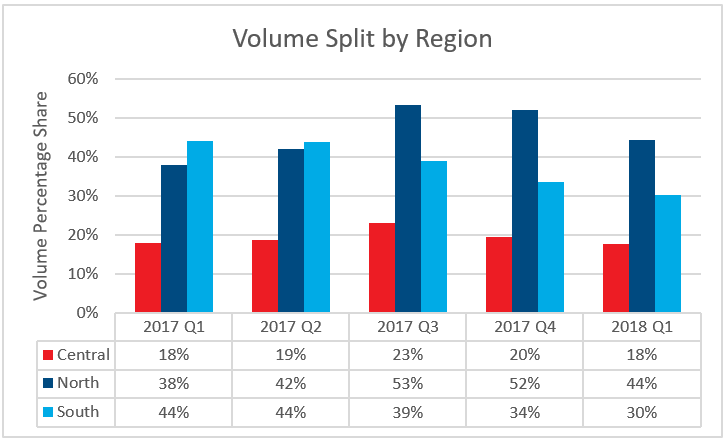 Volume Split by Region
Volume Percentage Share
60%
50%
40%
30%
20%
10%
0%
2017 Q1 2017 Q2 2017 Q3 2017 Q4 2018 Q1
Central 18% 19% 23% 20% 18%
North 38% 42% 53% 52% 44%
South 44% 44% 39% 34% 30%